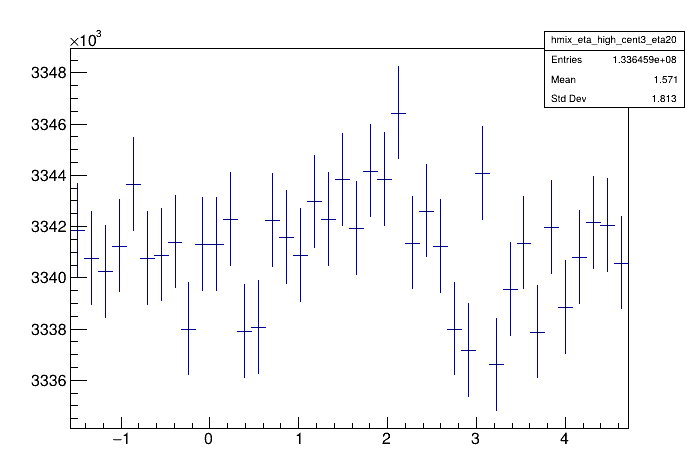 ×10³
hmix_eta_high_cent3_eta20
Entries 1.336459e+08
Mean 1.571
Std Dev 1.813
3348
3346
3344
3342
3340
3338
3336
−1 0 1 2 3 4